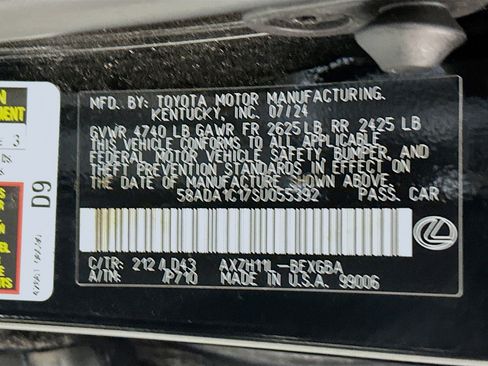 MFD. BY: TOYOTA MOTOR MANUFACTURING.
KENTUCKY, INC. 07/24
GVWR 4740 LB GAWR FR 2625LB, RR 2425 LB
THIS VEHICLE CONFORMS TO ALL APPLICABLE
FEDERAL MOTOR VEHICLE SAFETY, BUMPER, AND
THEFT PREVENTION STANDARDS IN EFFECT ON
THE DATE OF MANUFACTURE SHOWN ABOVE.
58ADA1C17SU055392 PASS. CAR
C/TR: 212 /LD43 AXZH11L-BEXGBA
A/TM: /P710 MADE IN U.S.A. 99006
3
D9